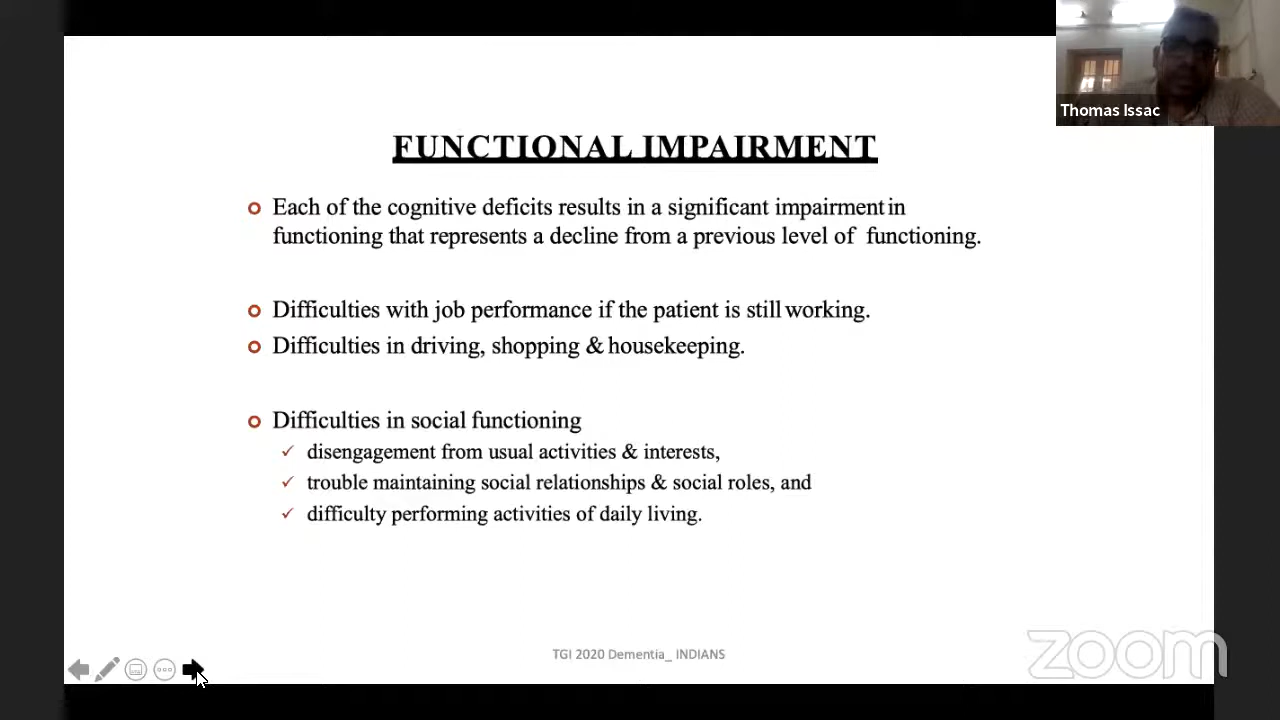 Thomas Issac
FUNCTIONAL IMPAIRMENT
Each of the cognitive deficits results in a significant impairment in
functioning that represents a decline from a previous level of functioning.
Difficulties with job performance if the patient is still working.
Difficulties in driving, shopping & housekeeping.
Difficulties in social functioning
disengagement from usual activities & interests,
trouble maintaining social relationships & social roles, and
difficulty performing activities of daily living.
TGI 2020 Dementia_ INDIANS
zoom